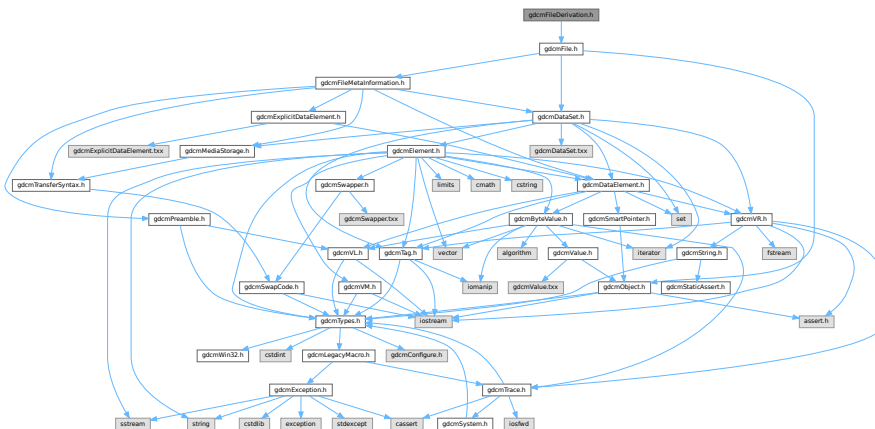 gdcmFileDerivation.h
gdcmFile.h
gdcmFileMetaInformation.h
gdcmExplicitDataElement.h
gdcmDataSet.h
gdcmExplicitDataElement.txx
gdcmMediaStorage.h
gdcmElement.h
gdcmDataSet.txx
gdcmTransferSyntax.h
gdcmSwapper.h
limits
cmath
cstring
gdcmDataElement.h
gdcmPreamble.h
gdcmSwapper.txx
gdcmByteValue.h
gdcmSmartPointer.h
set
gdcmVR.h
gdcmVL.h
gdcmTag.h
vector
algorithm
gdcmValue.h
iterator
gdcmString.h
fstream
gdcmSwapCode.h
gdcmVM.h
iomanip
gdcmValue.txx
gdcmObject.h
gdcmStaticAssert.h
gdcmTypes.h
iostream
assert.h
gdcmWin32.h
cstdint
gdcmLegacyMacro.h
gdcmConfigure.h
gdcmException.h
gdcmTrace.h
sstream
string
cstdlib
exception
stdexcept
cassert
gdcmSystem.h
iosfwd